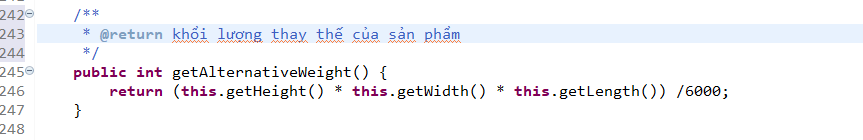 242 /**
243 * @return khối lượng thay thế của sản phẩm
244 */
245 public int getAlternativeWeight() {
246 return (this.getHeight() * this.getWidth() * this.getLength()) /6000;
247 }
248